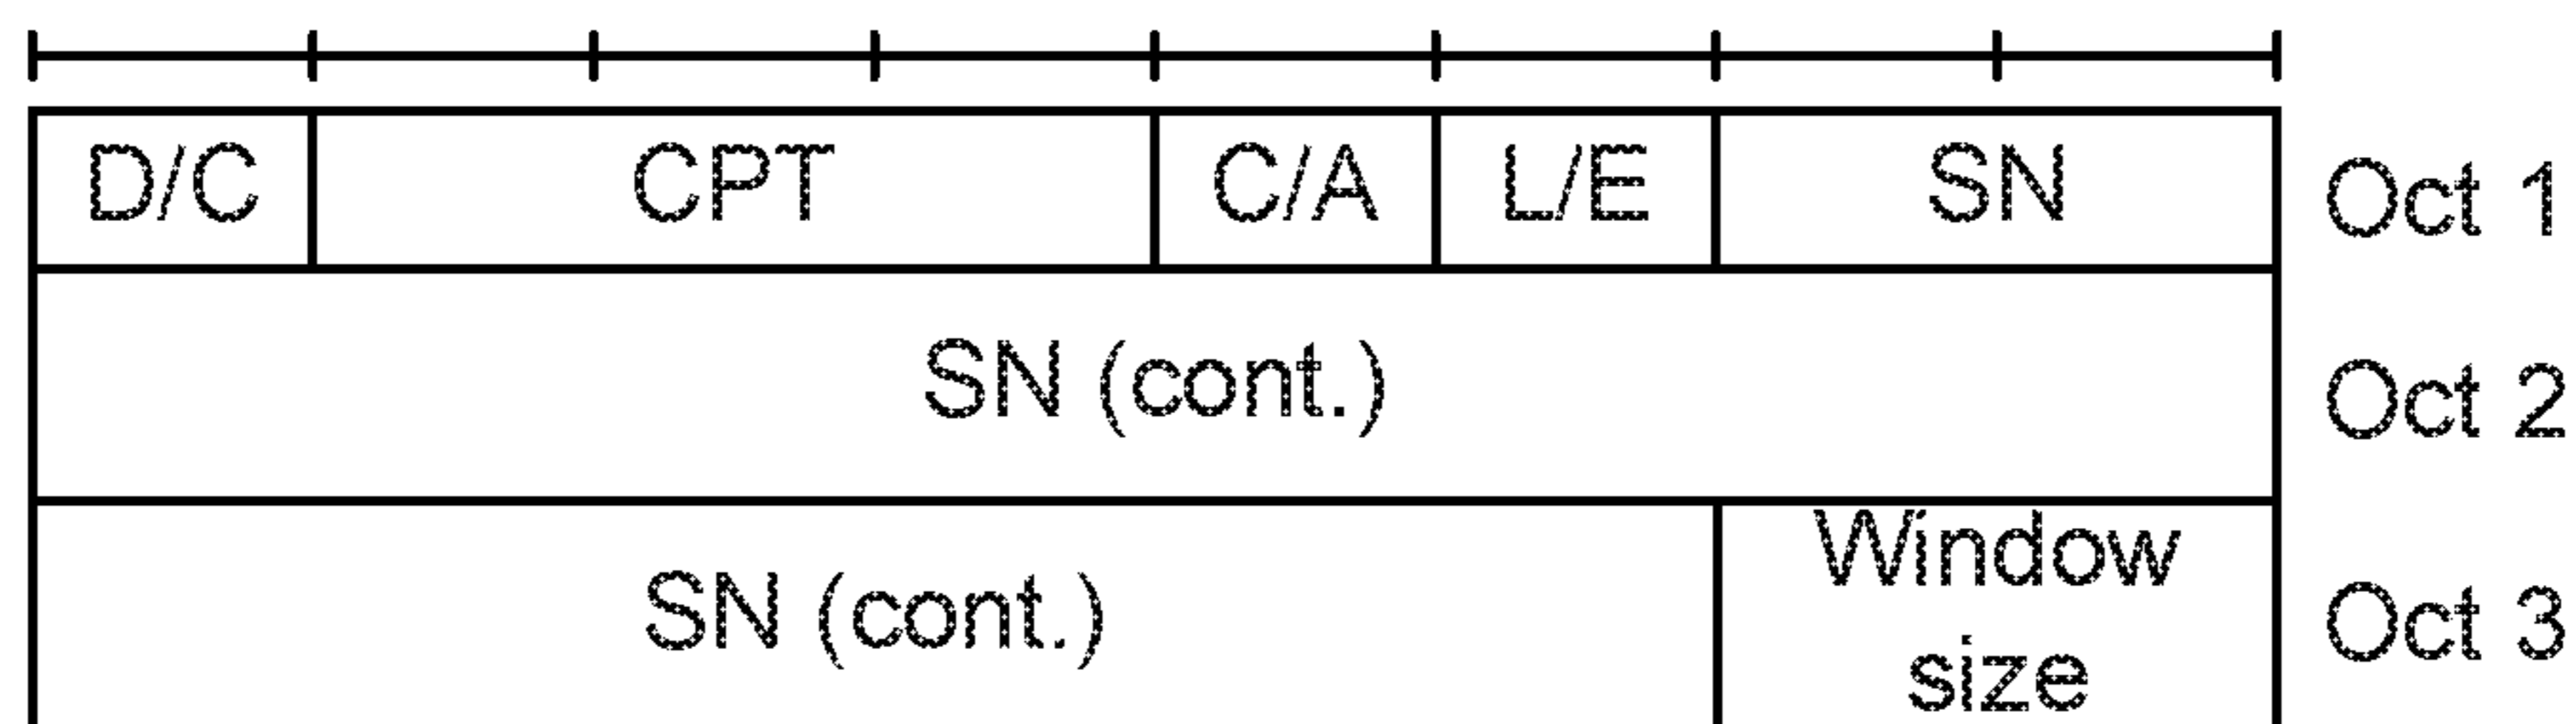 D/C CPT C/A L/E SN Oct 1
SN (cont.) Oct 2
SN (cont.) Window size Oct 3